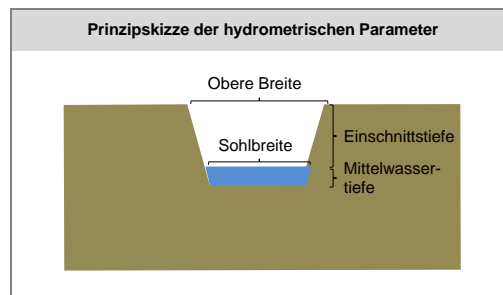 Prinzipskizze der hydrometrischen Parameter
Obere Breite
Sohlbreite
Einschnittstiefe
Mittelwasser-
tiefe